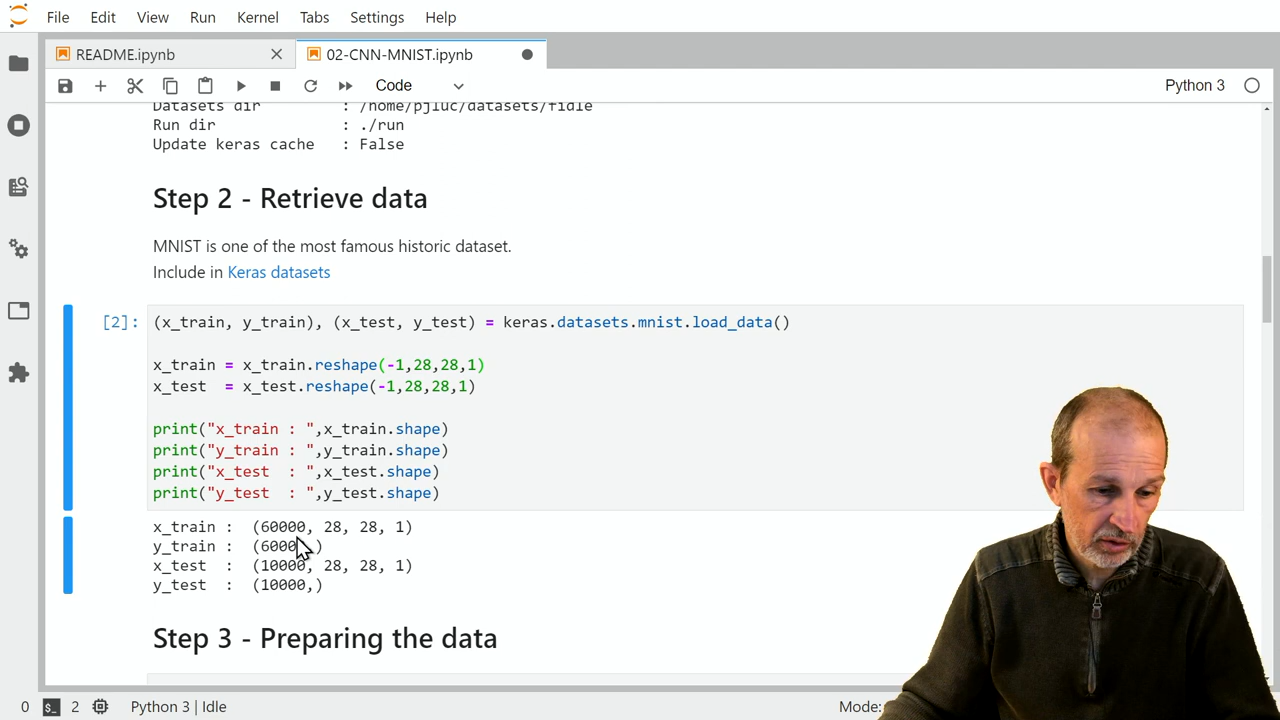 File Edit View Run Kernel Tabs Settings Help
README.ipynb
02-CNN-MNIST.ipynb
Code
Python 3
Datasets dir : /home/pjluc/datasets/fidle
Run dir : ./run
Update keras cache : False
Step 2 - Retrieve data
MNIST is one of the most famous historic dataset.
Include in Keras datasets
[2]:
(x_train, y_train), (x_test, y_test) = keras.datasets.mnist.load_data()
x_train = x_train.reshape(-1,28,28,1)
x_test = x_test.reshape(-1,28,28,1)
print("x_train : ",x_train.shape)
print("y_train : ",y_train.shape)
print("x_test : ",x_test.shape)
print("y_test : ",y_test.shape)
x_train : (60000, 28, 28, 1)
y_train :
x_test : (10000, 28, 28, 1)
y_test : (10000,)
Step 3 - Preparing the data
0 2 Python 3 | Idle
Mode: